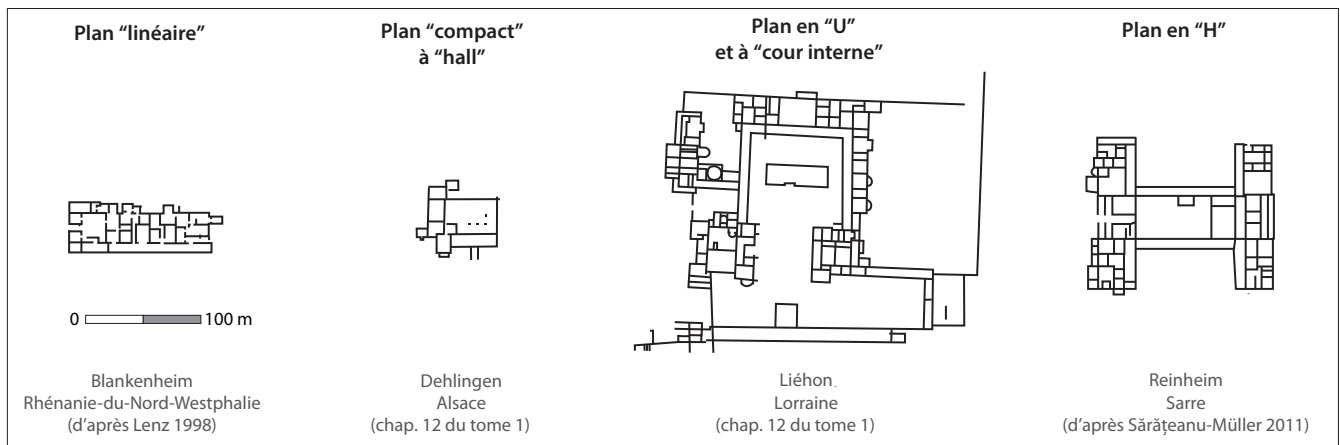 Plan “linéaire”
Plan “compact”
à “hall”
Plan en “U”
et à “cour interne”
Plan en “H”
0 100 m
Blankenheim
Rhénanie-du-Nord-Westphalie
(d’après Lenz 1998)
Dehlingen
Alsace
(chap. 12 du tome 1)
Liéhon
Lorraine
(chap. 12 du tome 1)
Reinheim
Sarre
(d’après Sărățeanu-Müller 2011)